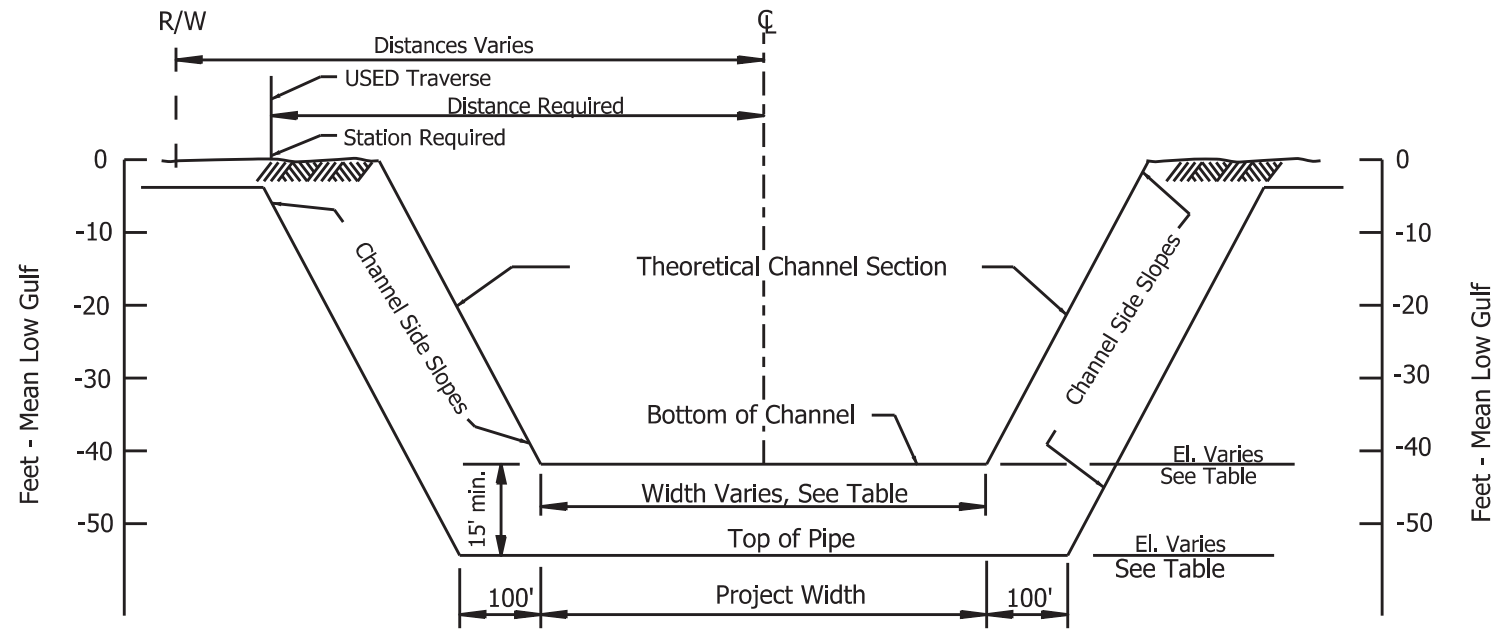 R/W
℄
Distances Varies
USED Traverse
Distance Required
Station Required
0
0
-10
-10
Channel Side Slopes
Channel Side Slopes
Theoretical Channel Section
-20
-20
Feet - Mean Low Gulf
Feet - Mean Low Gulf
-30
-30
Bottom of Channel
-40
-40
El. Varies
See Table
15' min.
Width Varies, See Table
-50
-50
Top of Pipe
El. Varies
See Table
100'
Project Width
100'